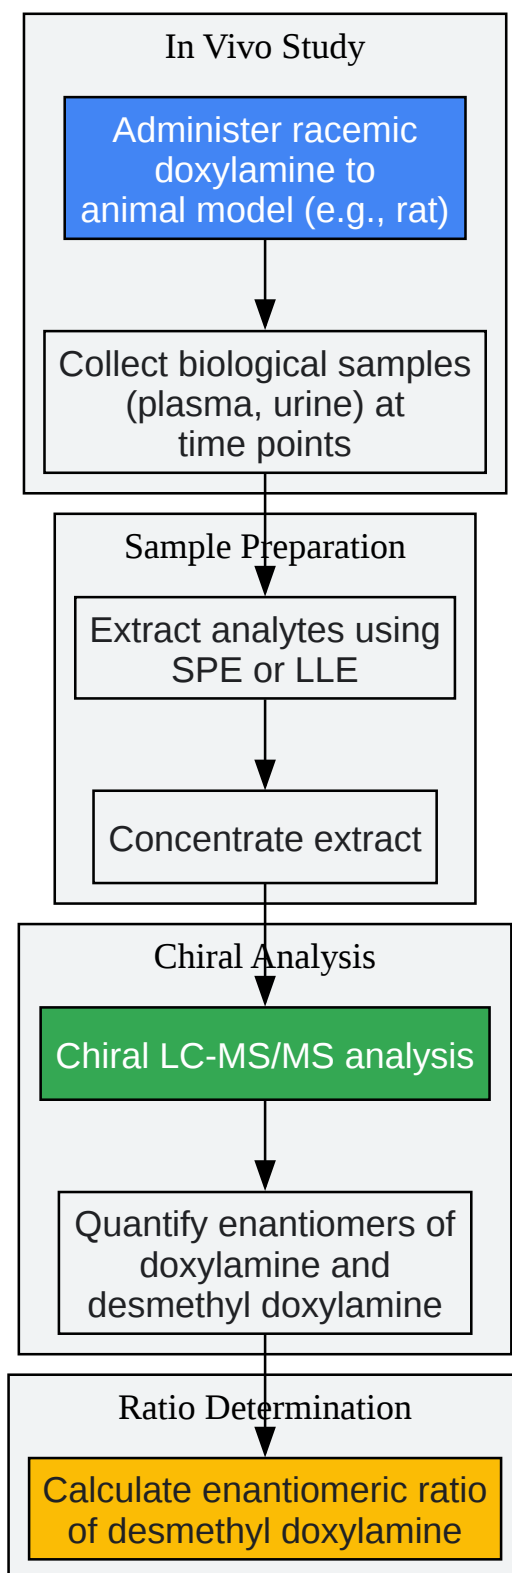 In Vivo Study
Administer racemic
doxylamine to
animal model (e.g., rat)
Collect biological samples
(plasma, urine) at
time points
Sample Preparation
Extract analytes using
SPE or LLE
Concentrate extract
Chiral Analysis
Chiral LC-MS/MS analysis
Quantify enantiomers of
doxylamine and
desmethyl doxylamine
Ratio Determination
Calculate enantiomeric ratio
of desmethyl doxylamine